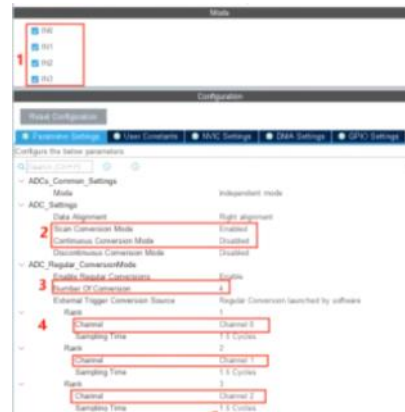 Mode
IN0
IN1
1
IN2
IN3
Configuration
Reset Configuration
Parameter Settings
User Constants
NVIC Settings
DMA Settings
GPIO Settings
Configure the below parameters
ADCs_Common_Settings
Mode Independent mode
ADC_Settings
Data Alignment Right alignment
2
Scan Conversion Mode Enabled
Continuous Conversion Mode Disabled
Discontinuous Conversion Mode Disabled
ADC_Regular_ConversionMode
Enable Regular Conversions Enable
3
Number Of Conversion 4
External Trigger Conversion Source Regular Conversion launched by software
Rank 1
4
Channel Channel 0
Sampling Time 1.5 Cycles
Rank 2
Channel Channel 1
Sampling Time 1.5 Cycles
Rank 3
Channel Channel 2
Sampling Time 1.5 Cycles